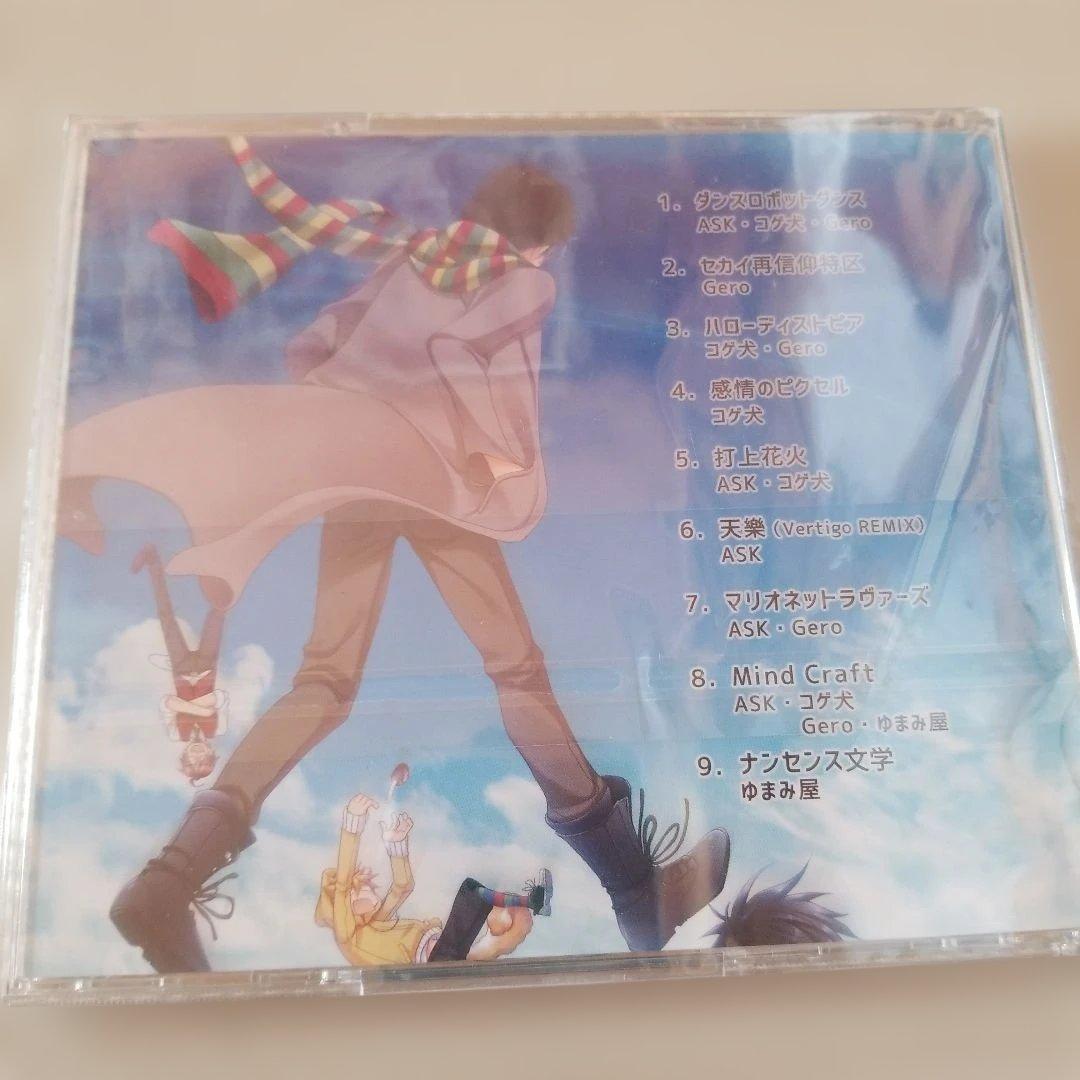 1. ダンスロボットダンス
ASK・コゲ犬・Gero
2. セカイ再信仰特区
Gero
3. ハローディストピア
コゲ犬・Gero
4. 感情のピクセル
コゲ犬
5. 打上花火
ASK・コゲ犬
6. 天樂 (Vertigo REMIX)
ASK
7. マリオネットラヴァーズ
ASK・Gero
8. Mind Craft
ASK・コゲ犬
Gero・ゆまみ屋
9. ナンセンス文学
ゆまみ屋